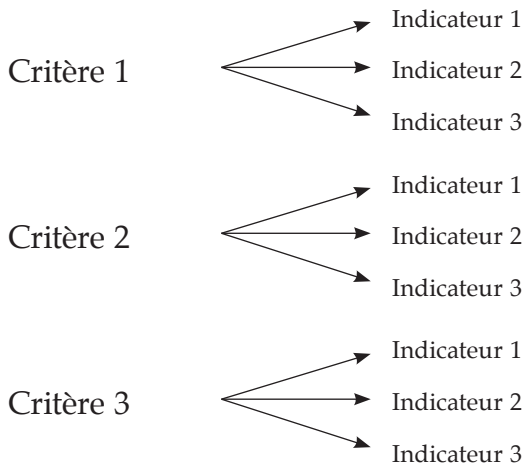 Critère 1
Indicateur 1
Indicateur 2
Indicateur 3
Critère 2
Indicateur 1
Indicateur 2
Indicateur 3
Critère 3
Indicateur 1
Indicateur 2
Indicateur 3